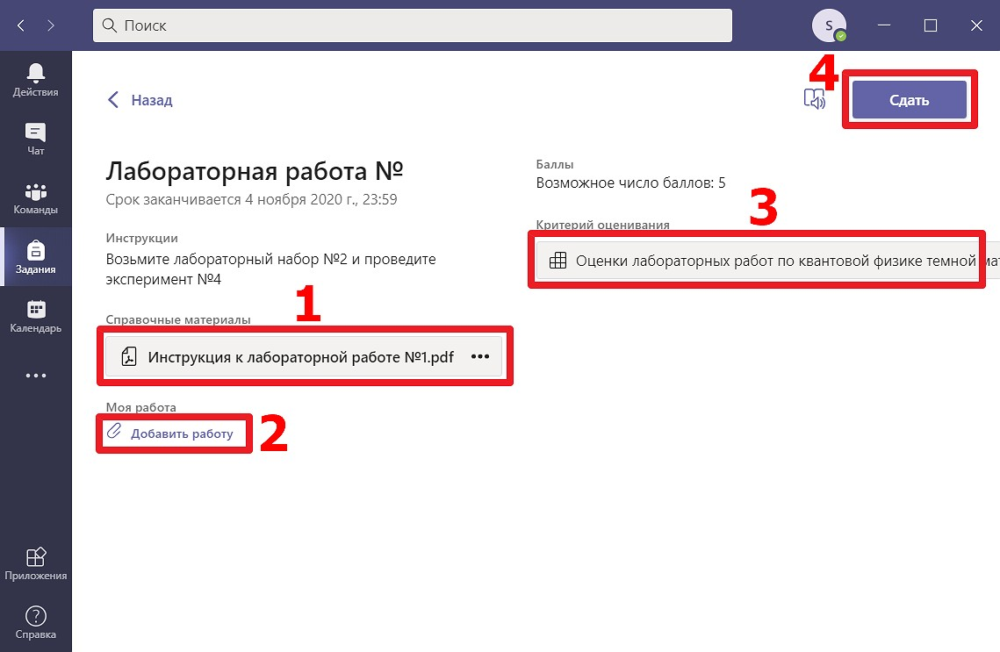 Поиск
S
Действия
Чат
Команды
Задания
Календарь
Приложения
Справка
Назад
4
Сдать
Лабораторная работа №
Срок заканчивается 4 ноября 2020 г., 23:59
Инструкции
Возьмите лабораторный набор №2 и проведите
эксперимент №4
1
Справочные материалы
Инструкция к лабораторной работе №1.pdf
Моя работа
Добавить работу
2
Баллы
Возможное число баллов: 5
3
Критерий оценивания
Оценки лабораторных работ по квантовой физике темной мат
?